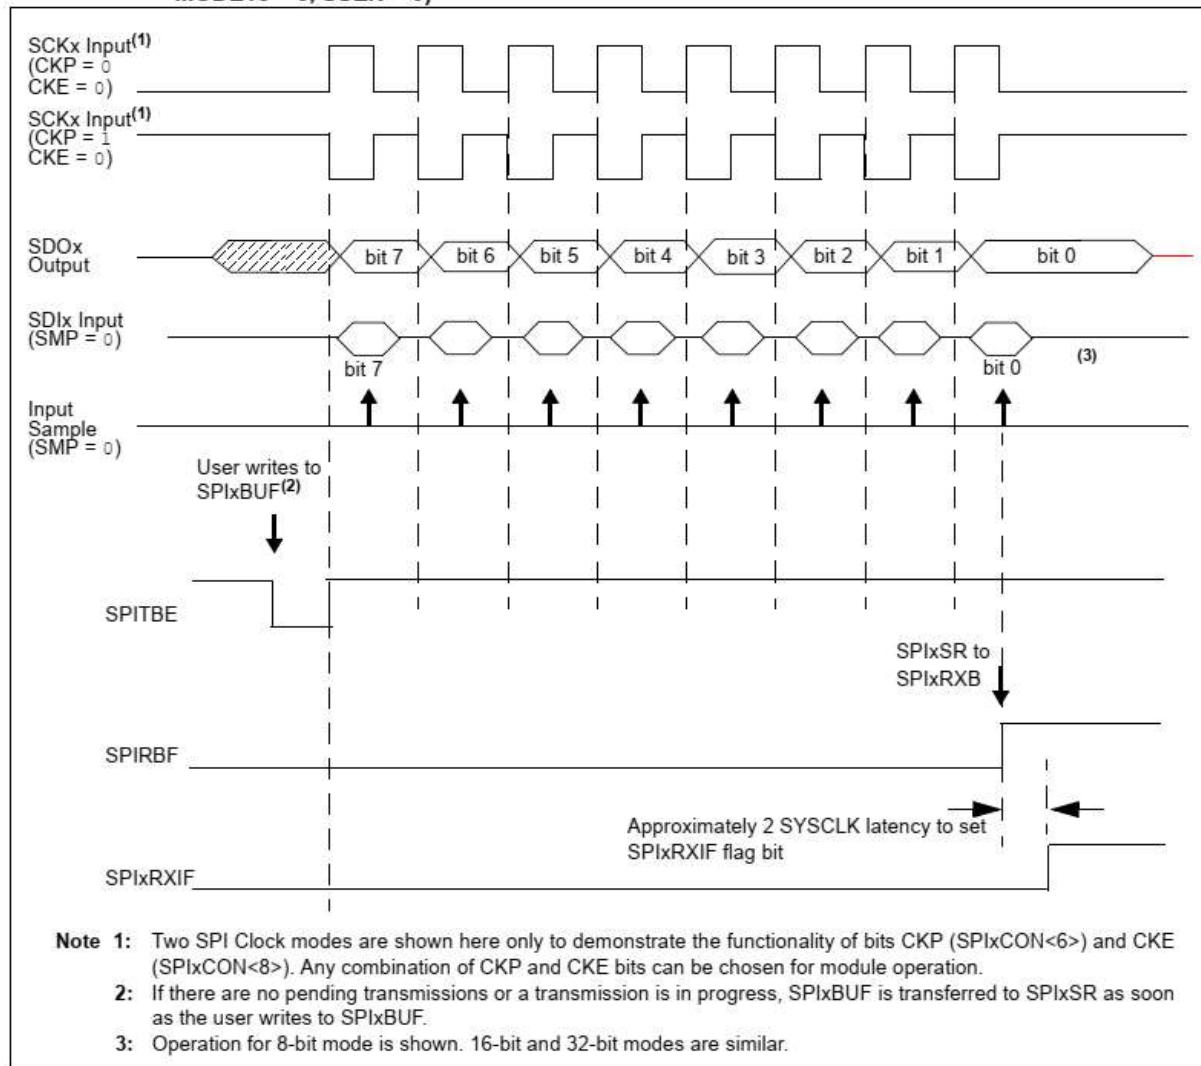 SCKx Input(1)
(CKP = 0
CKE = 0)
SCKx Input(1)
(CKP = 1
CKE = 0)
SDOx
Output
bit 7 bit 6 bit 5 bit 4 bit 3 bit 2 bit 1 bit 0
SDIx Input
(SMP = 0)
bit 7 bit 0 (3)
Input
Sample
(SMP = 0)
User writes to
SPIxBUF(2)
SPITBE
SPIxSR to
SPIxRXB
SPIRBF
Approximately 2 SYSCLK latency to set
SPIxRXIF flag bit
SPIxRXIF
Note 1: Two SPI Clock modes are shown here only to demonstrate the functionality of bits CKP (SPIxCON<6>) and CKE
(SPIxCON<8>). Any combination of CKP and CKE bits can be chosen for module operation.
2: If there are no pending transmissions or a transmission is in progress, SPIxBUF is transferred to SPIxSR as soon
as the user writes to SPIxBUF.
3: Operation for 8-bit mode is shown. 16-bit and 32-bit modes are similar.